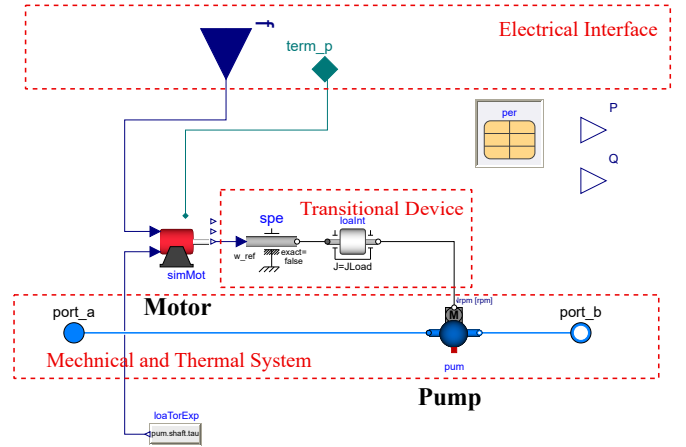 f
Electrical Interface
term_p
per
P
Q
spe
Transitional Device
loaInt
w_ref
exact=
false
J=JLoad
simMot
Motor
rpm [rpm]
port_a
M
port_b
Mechnical and Thermal System
pum
Pump
loaTorExp
pum.shaft.tau